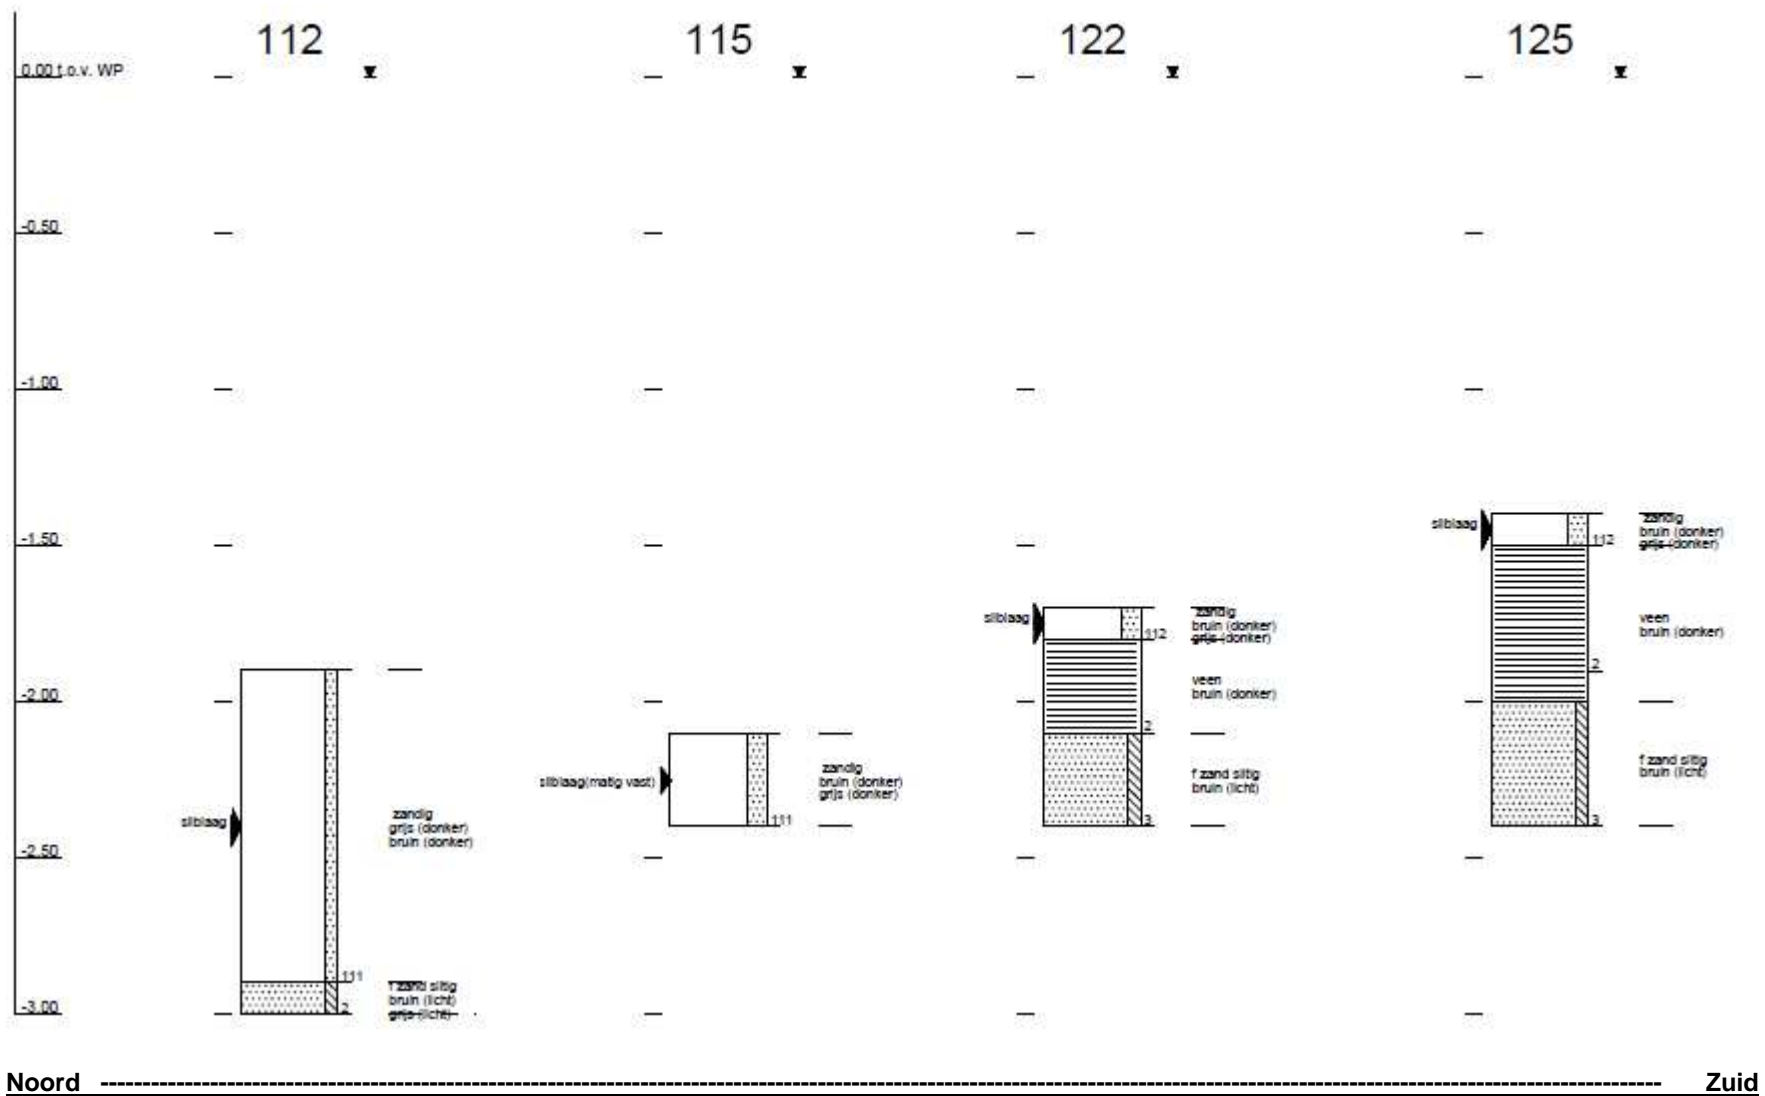 112 115 122 125
0.00 t.o.v. WP
-0.50
-1.00
-1.50
-2.00
-2.50
-3.00
sliblaag
zandig
grijs (donker)
bruin (donker)
111
f zand siltig
bruin (licht)
grijs (licht)
2
sliblaag(matig vast)
zandig
bruin (donker)
grijs (donker)
111
sliblaag
zandig
bruin (donker)
grijs (donker)
112
veen
bruin (donker)
2
f zand siltig
bruin (licht)
3
sliblaag
zandig
bruin (donker)
grijs (donker)
112
veen
bruin (donker)
2
f zand siltig
bruin (licht)
3
Noord Zuid